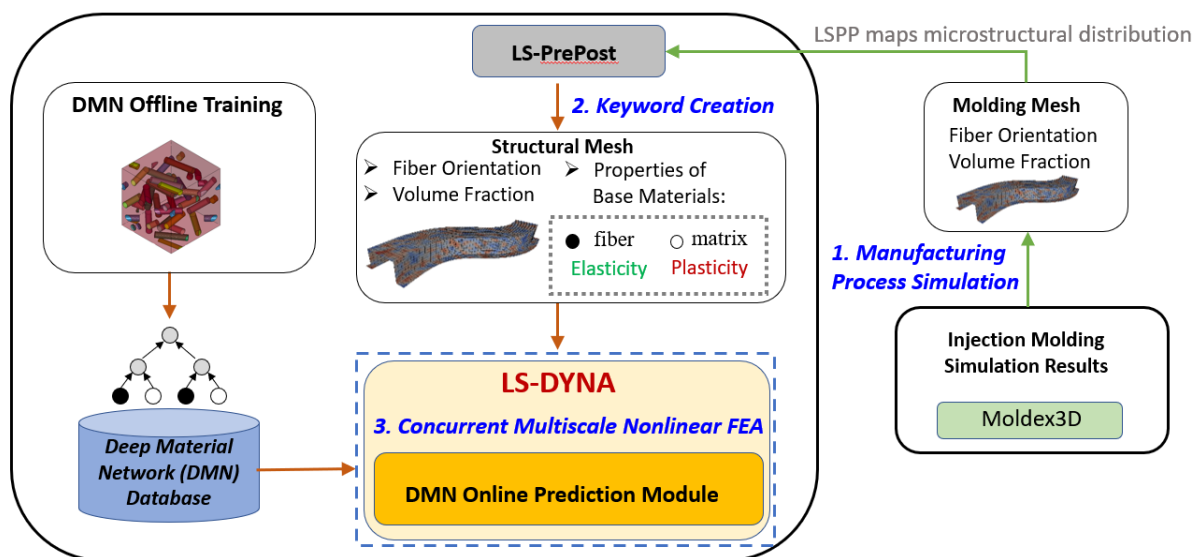 LSPP maps microstructural distribution
LS-PrePost
2. Keyword Creation
DMN Offline Training
Structural Mesh
➢ Fiber Orientation
➢ Volume Fraction
➢ Properties of
Base Materials:
fiber
matrix
Elasticity
Plasticity
Molding Mesh
Fiber Orientation
Volume Fraction
1. Manufacturing
Process Simulation
Injection Molding
Simulation Results
Moldex3D
LS-DYNA
3. Concurrent Multiscale Nonlinear FEA
DMN Online Prediction Module
Deep Material
Network (DMN)
Database